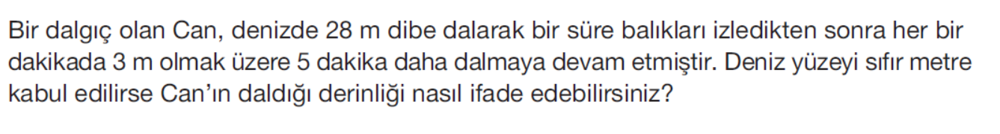 Bir dalgıç olan Can, denizde 28 m dibe dalarak bir süre balıkları izledikten sonra her bir
dakikada 3 m olmak üzere 5 dakika daha dalmaya devam etmiştir. Deniz yüzeyi sıfır metre
kabul edilirse Can’ın daldığı derinliği nasıl ifade edebilirsiniz?